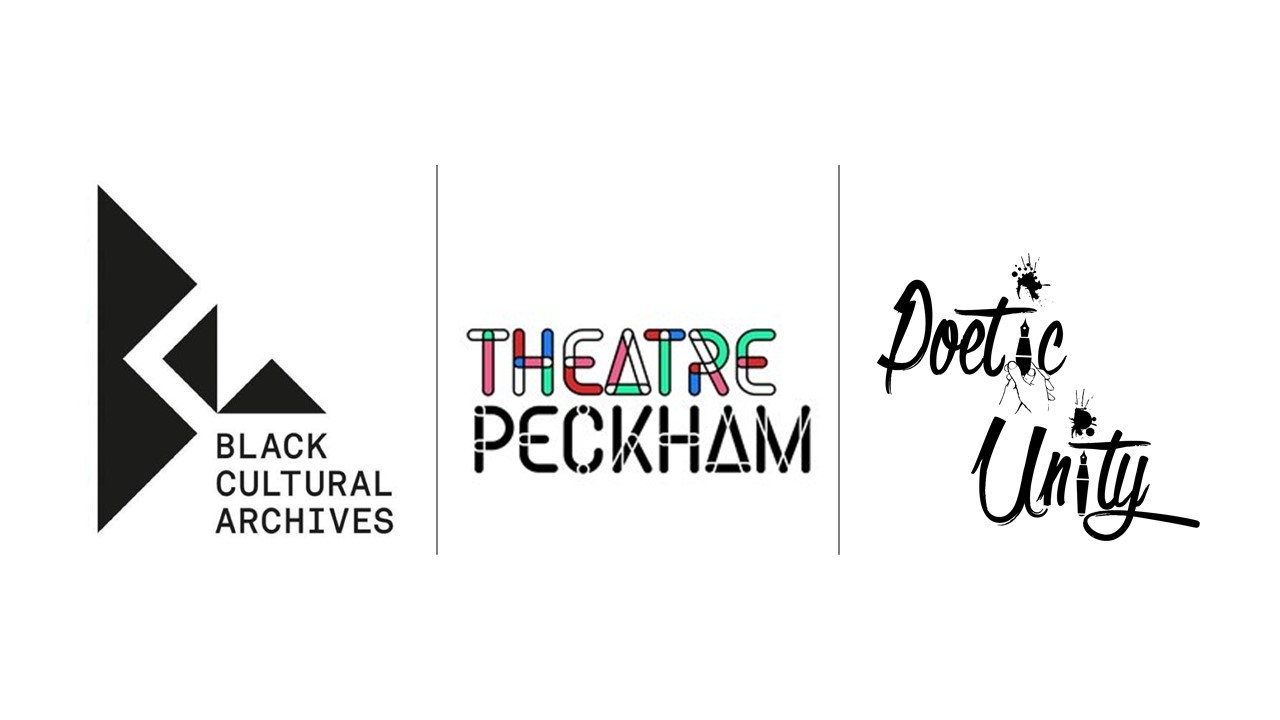 BLACK
CULTURAL
ARCHIVES
THEATRE
PECKHAM
Poetic
Unity